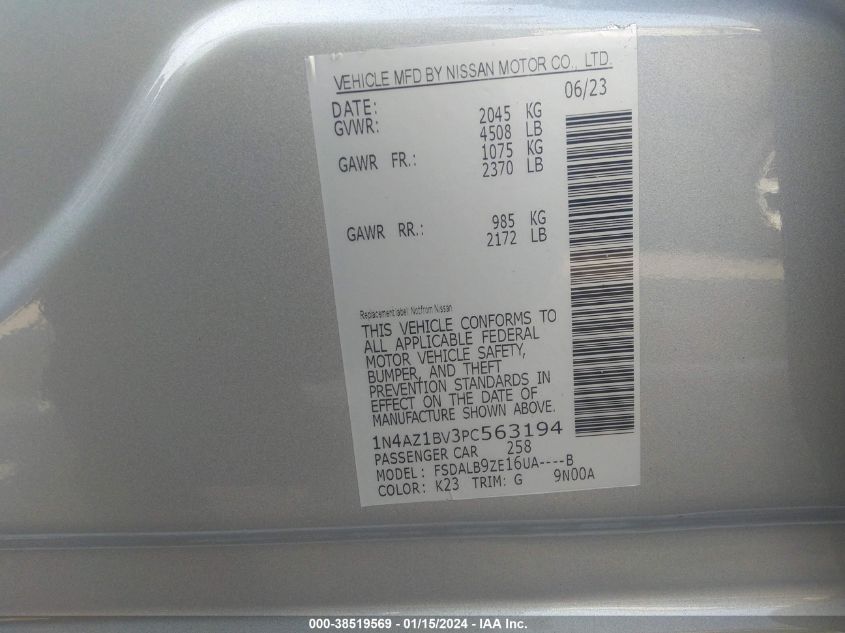 VEHICLE MFD BY NISSAN MOTOR CO., LTD.
DATE: 06/23
GVWR: 2045 KG
4508 LB
GAWR FR.: 1075 KG
2370 LB
GAWR RR.: 985 KG
2172 LB
Replacement label: Not from Nissan
THIS VEHICLE CONFORMS TO
ALL APPLICABLE FEDERAL
MOTOR VEHICLE SAFETY,
BUMPER, AND THEFT
PREVENTION STANDARDS IN
EFFECT ON THE DATE OF
MANUFACTURE SHOWN ABOVE.
1N4AZ1BV3PC563194
PASSENGER CAR 258
MODEL: FSDALB9ZE16UA----B
COLOR: K23 TRIM: G 9N00A
000-38519569 - 01/15/2024 - IAA Inc.